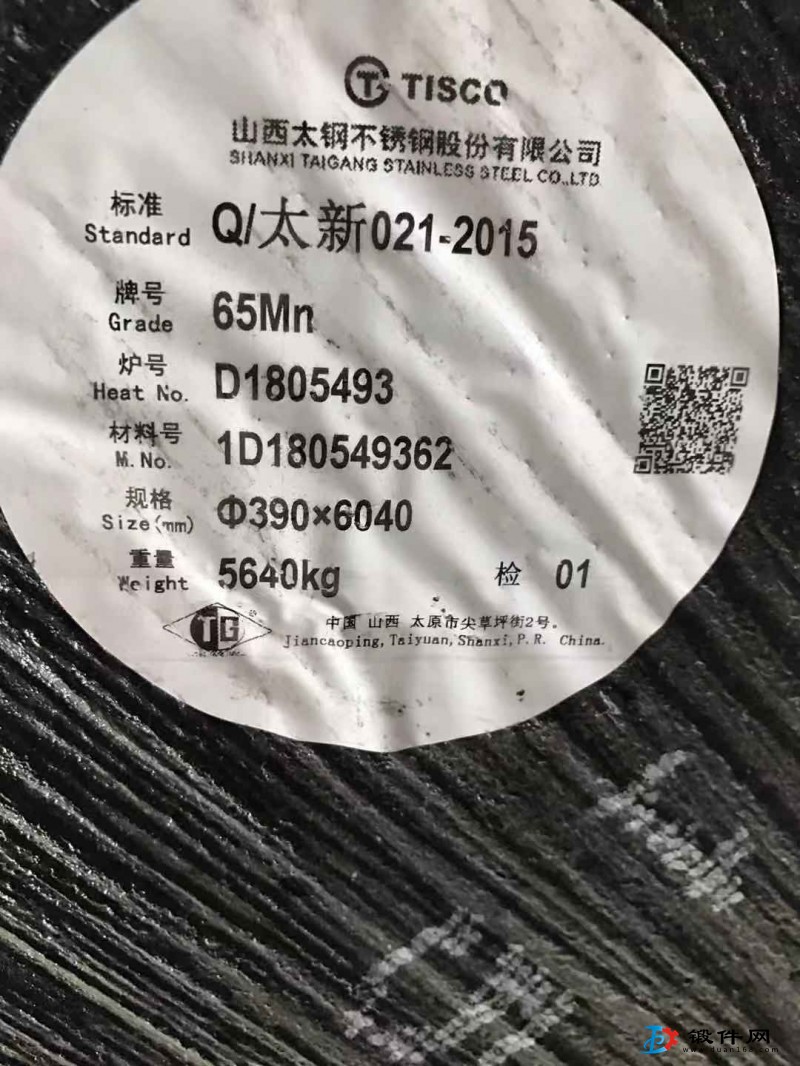 TISCO
山西太钢不锈钢股份有限公司
SHANXI TAIGANG STAINLESS STEEL CO.,LTD.
标准 Q/太新021-2015
Standard
牌号 65Mn
Grade
炉号 D1805493
Heat No.
材料号 1D180549362
M.No.
规格 Φ390×6040
Size(mm)
重量 5640kg 检 01
Weight
TG
中国 山西 太原市尖草坪街2号。
Jiancaoping,Taiyuan,Shanxi,P.R. China.
锻件网
www.duan168.com